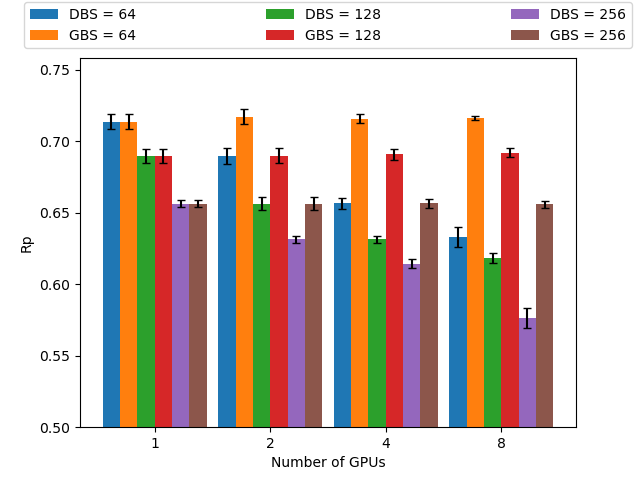 DBS = 64 DBS = 128 DBS = 256
GBS = 64 GBS = 128 GBS = 256
0.75
0.70
0.65
0.60
0.55
0.50
Rp
1 2 4 8
Number of GPUs